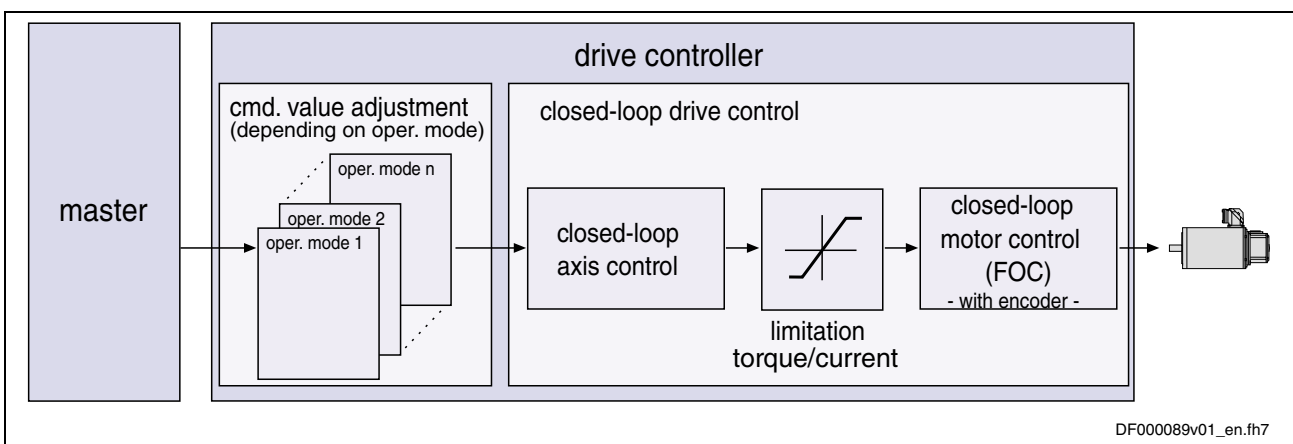 drive controller
master
cmd. value adjustment
(depending on oper. mode)
oper. mode n
oper. mode 2
oper. mode 1
closed-loop drive control
closed-loop
axis control
limitation
torque/current
closed-loop
motor control
(FOC)
- with encoder -
DF000089v01_en.fh7